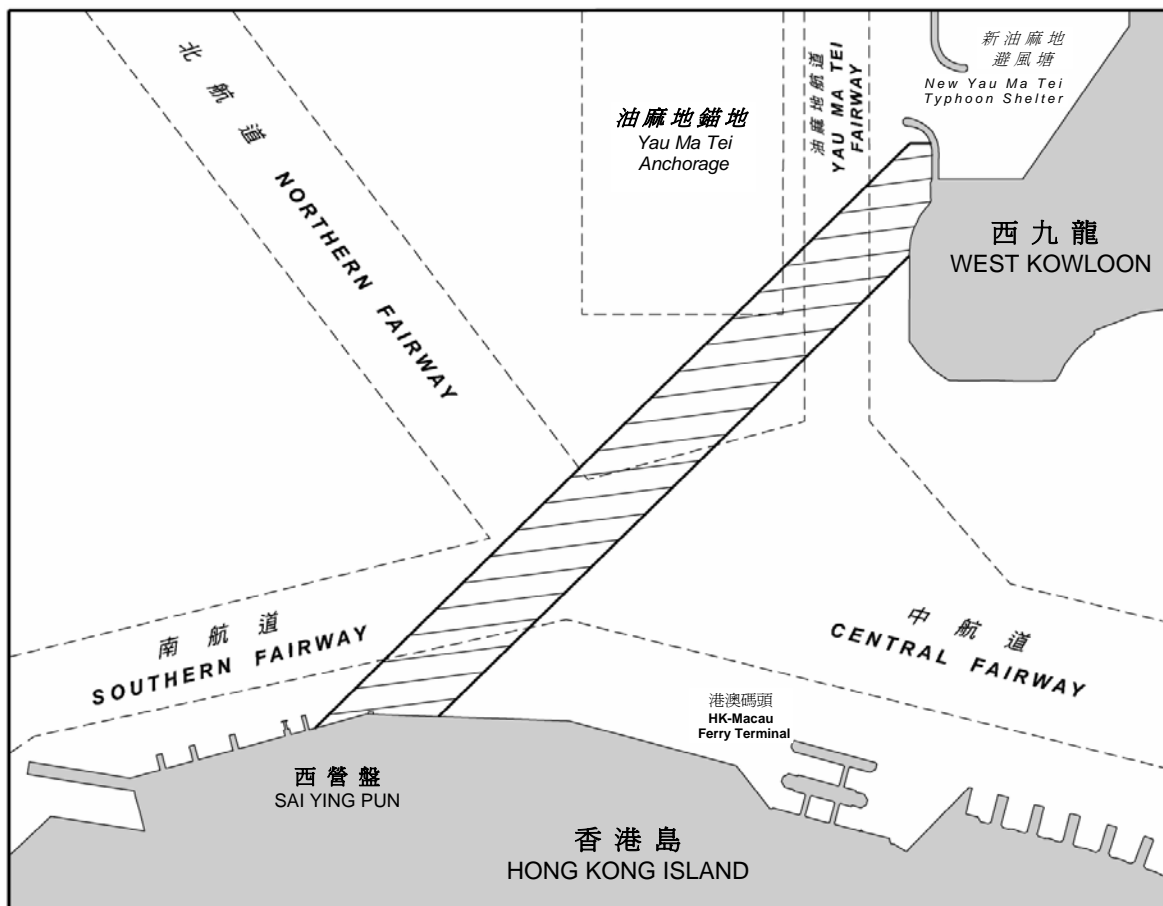 北航道
NORTHERN FAIRWAY
油麻地錨地
Yau Ma Tei
Anchorage
油麻地航道
YAU MA TEI
FAIRWAY
新油麻地
避風塘
New Yau Ma Tei
Typhoon Shelter
西九龍
WEST KOWLOON
南航道
SOUTHERN FAIRWAY
中航道
CENTRAL FAIRWAY
港澳碼頭
HK-Macau
Ferry Terminal
西營盤
SAI YING PUN
香港島
HONG KONG ISLAND